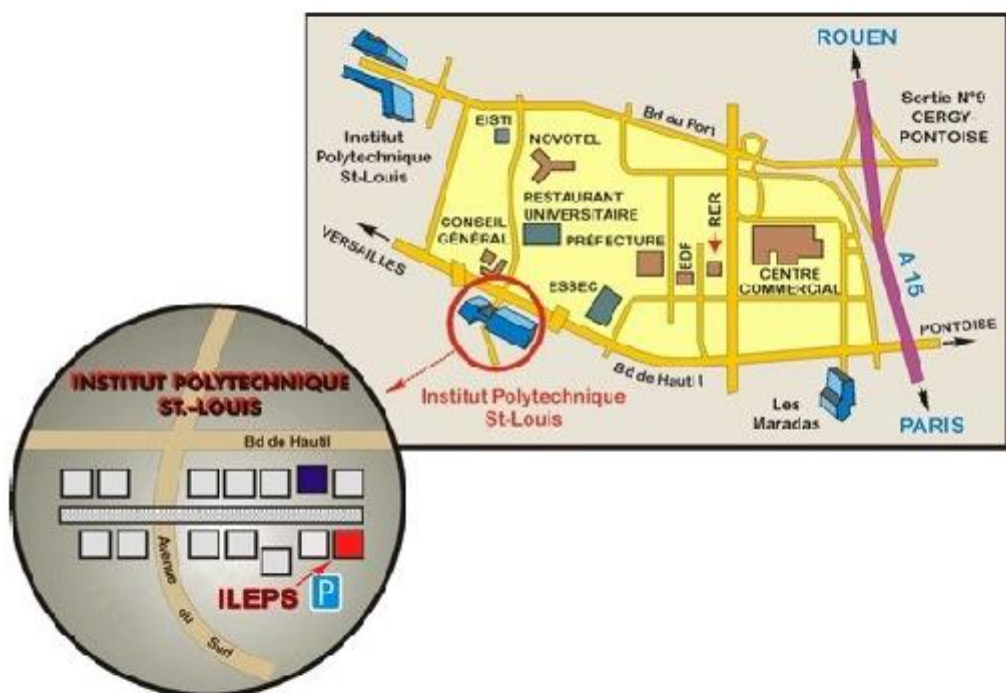 ROUEN
Sortie N°9
CERGY-
PONTOISE
Bd du Port
EISTI
NOVOTEL
Institut
Polytechnique
St-Louis
RESTAURANT
UNIVERSITAIRE
RER
CONSEIL
GÉNÉRAL
PRÉFECTURE
EDF
VERSAILLES
CENTRE
COMMERCIAL
A 15
ESSEC
PONTOISE
Bd de Hautil
Institut Polytechnique
St-Louis
Les
Maradas
PARIS
INSTITUT POLYTECHNIQUE
ST.-LOUIS
Bd de Hautil
Avenue
du
Surf
ILEPS
P